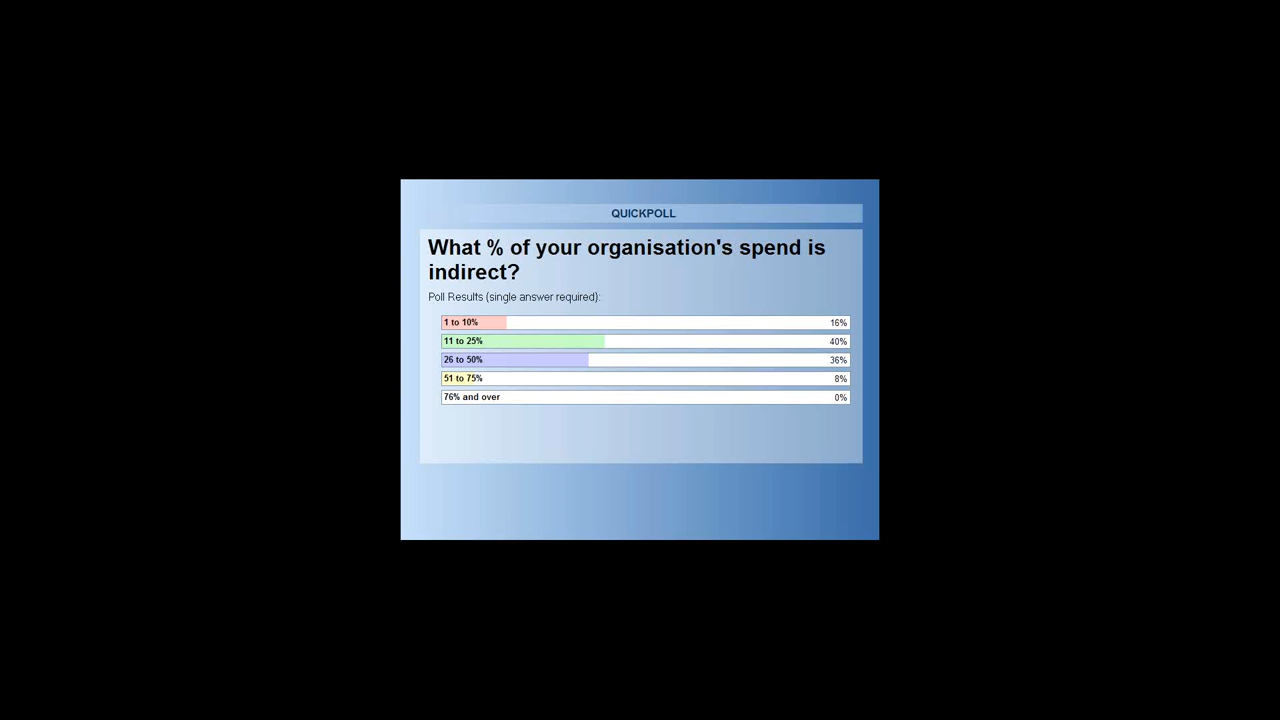 QUICKPOLL
What % of your organisation's spend is
indirect?
Poll Results (single answer required):
1 to 10% 16%
11 to 25% 40%
26 to 50% 36%
51 to 75% 8%
76% and over 0%